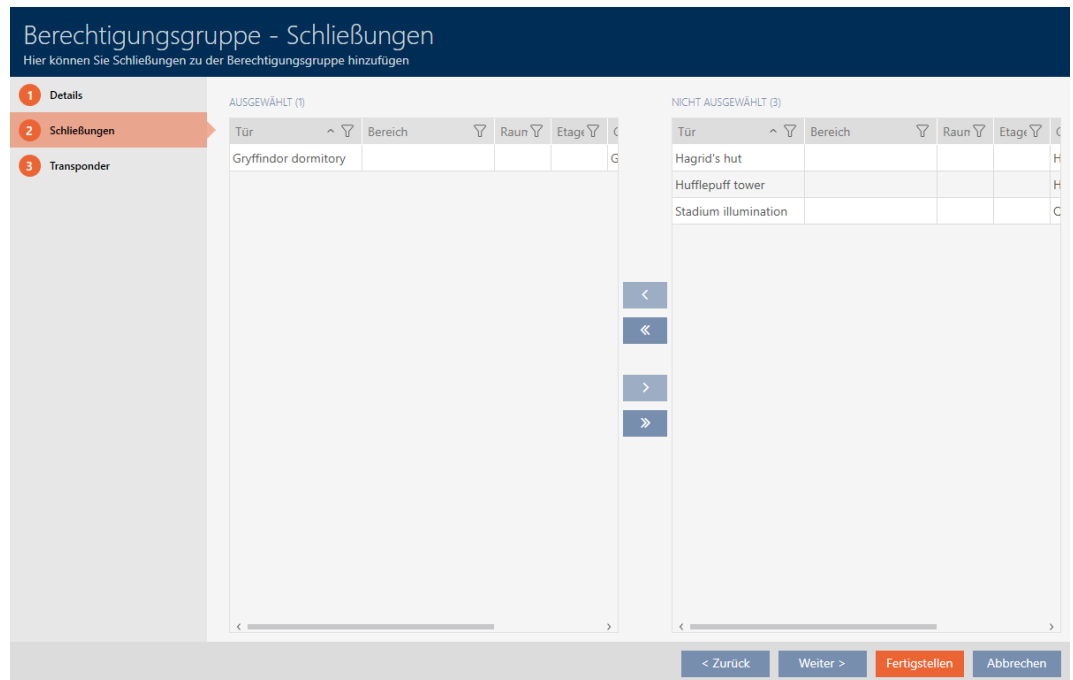 Berechtigungsgruppe - Schließungen
Hier können Sie Schließungen zu der Berechtigungsgruppe hinzufügen
1 Details
2 Schließungen
3 Transponder
AUSGEWÄHLT (1)
Tür Bereich Raun Etage
Gryffindor dormitory G
NICHT AUSGEWÄHLT (3)
Tür Bereich Raun Etage
Hagrid's hut H
Hufflepuff tower H
Stadium illumination
< Zurück Weiter > Fertigstellen Abbrechen